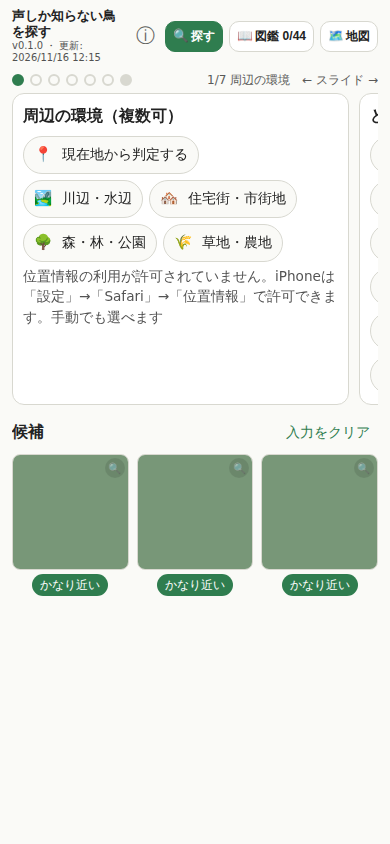 声しか知らない鳥
を探す
v0.1.0 ・ 更新:
2026/11/16 12:15
ⓘ
🔍 探す
📖 図鑑 0/44
🗺️ 地図
1/7 周辺の環境 ← スライド →
周辺の環境（複数可）
📍 現在地から判定する
🏞️ 川辺・水辺
🏘️ 住宅街・市街地
🌳 森・林・公園
🌾 草地・農地
位置情報の利用が許可されていません。iPhoneは
「設定」→「Safari」→「位置情報」で許可できま
す。手動でも選べます
候補
入力をクリア
かなり近い
かなり近い
かなり近い